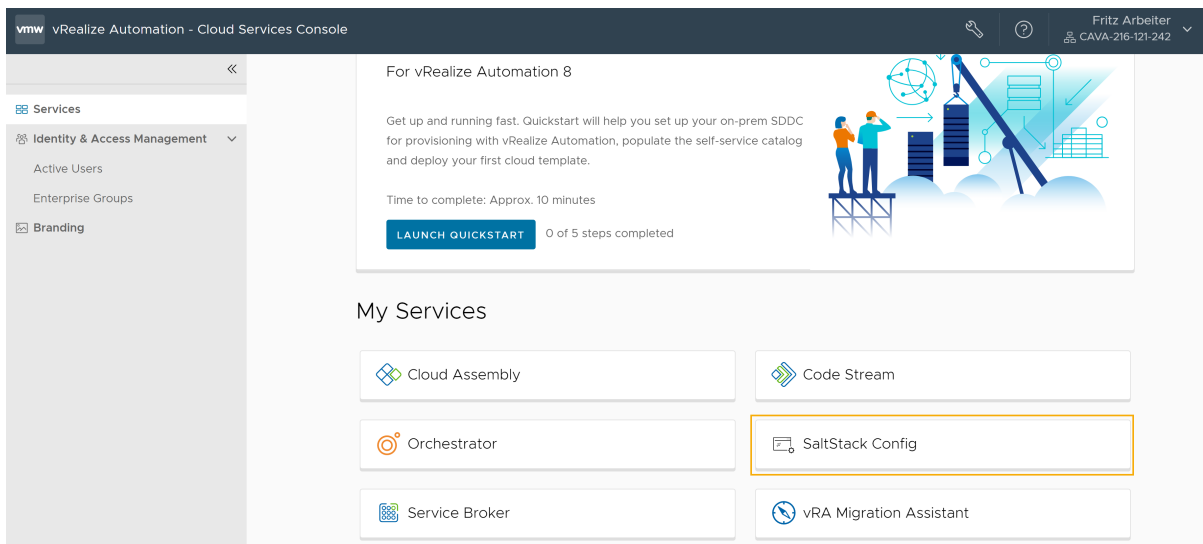 vmw vRealize Automation - Cloud Services Console
Fritz Arbeiter
CAVA-216-121-242
Services
Identity & Access Management
Active Users
Enterprise Groups
Branding
For vRealize Automation 8
Get up and running fast. Quickstart will help you set up your on-prem SDDC
for provisioning with vRealize Automation, populate the self-service catalog
and deploy your first cloud template.
Time to complete: Approx. 10 minutes
LAUNCH QUICKSTART 0 of 5 steps completed
My Services
Cloud Assembly
Code Stream
Orchestrator
SaltStack Config
Service Broker
vRA Migration Assistant